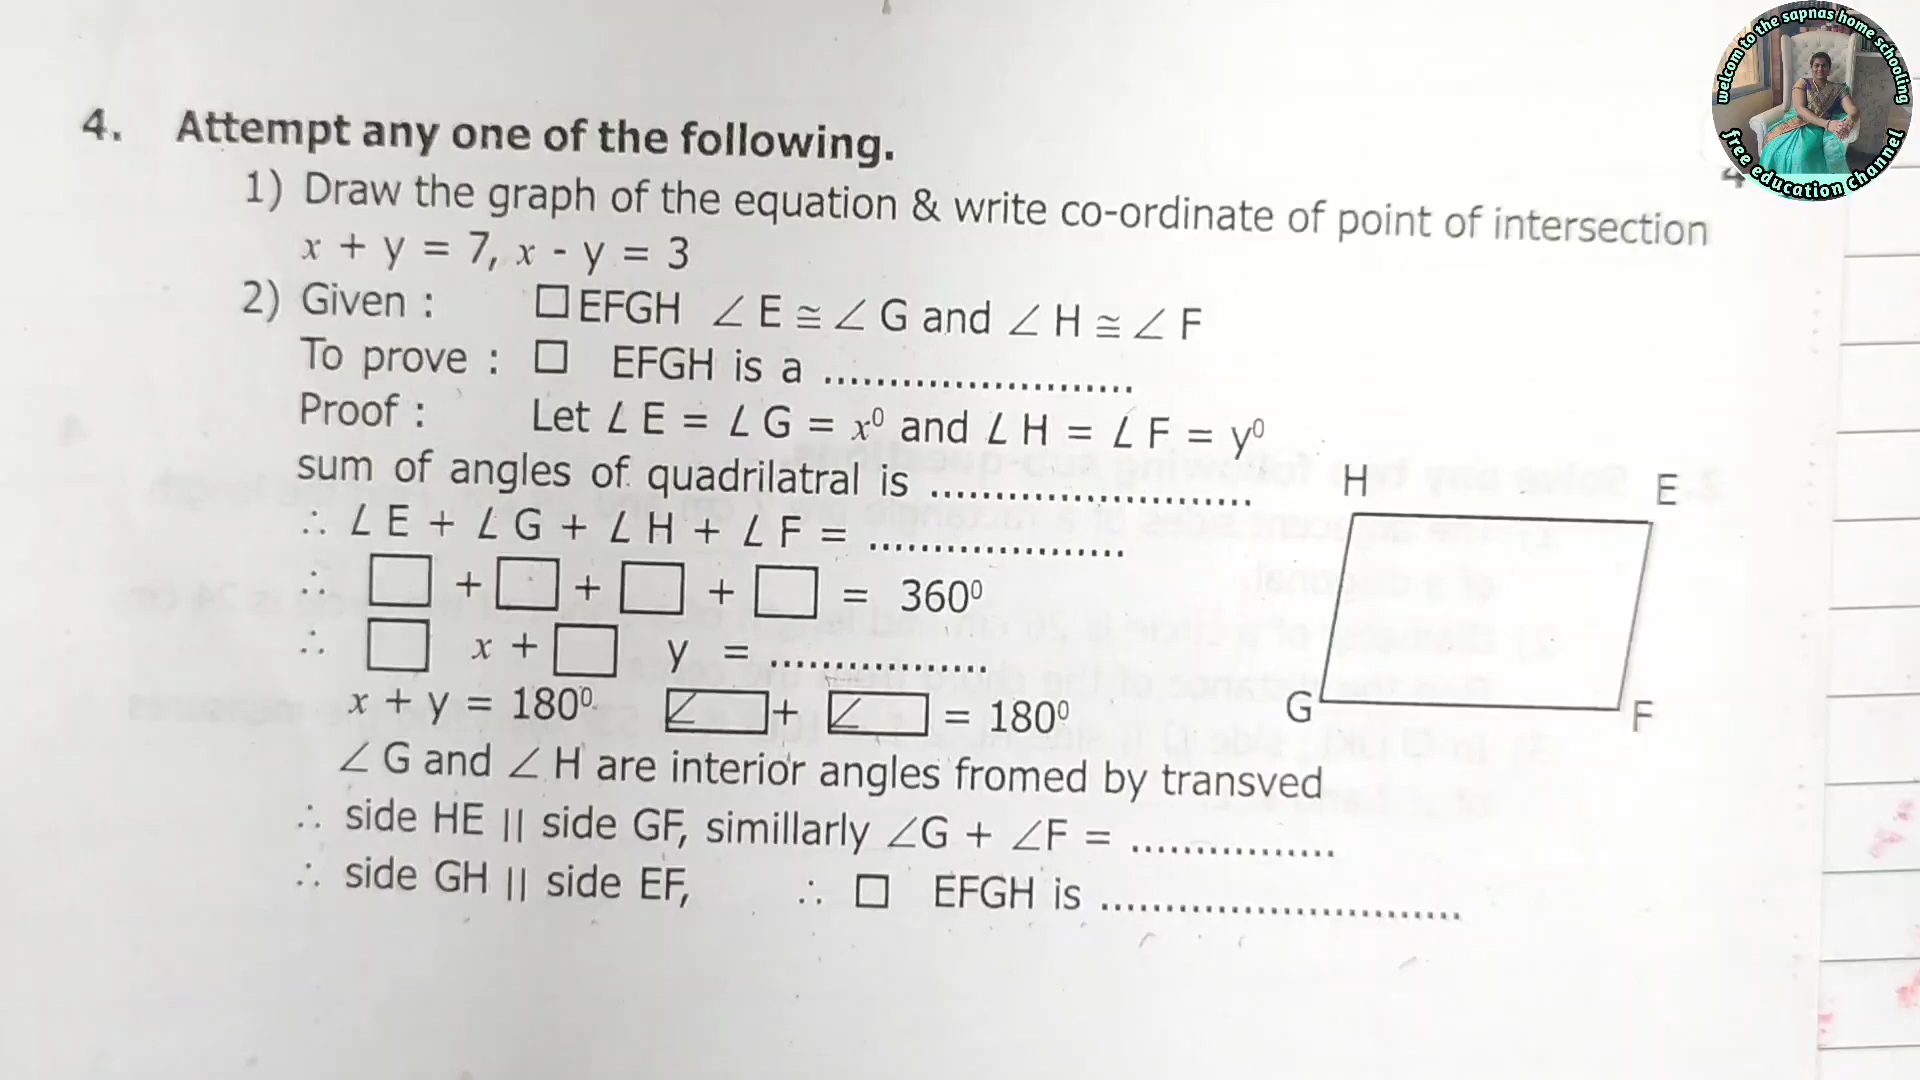 welcom to the sapnas home schooling
free education channel
4. Attempt any one of the following.
4
1) Draw the graph of the equation & write co-ordinate of point of intersection
x + y = 7, x - y = 3
2) Given : □EFGH ∠E ≅ ∠G and ∠H ≅ ∠F
To prove : □ EFGH is a ........................
Proof : Let ∠E = ∠G = x⁰ and ∠H = ∠F = y⁰
sum of angles of quadrilatral is .........................
∴ ∠E + ∠G + ∠H + ∠F = ....................
∴ □ + □ + □ + □ = 360⁰
∴ □ x + □ y = .................
x + y = 180⁰ ∠ + ∠ = 180⁰
∠G and ∠H are interior angles fromed by transved
∴ side HE || side GF, simillarly ∠G + ∠F = ................
∴ side GH || side EF, ∴ □ EFGH is ............................
H E
G F